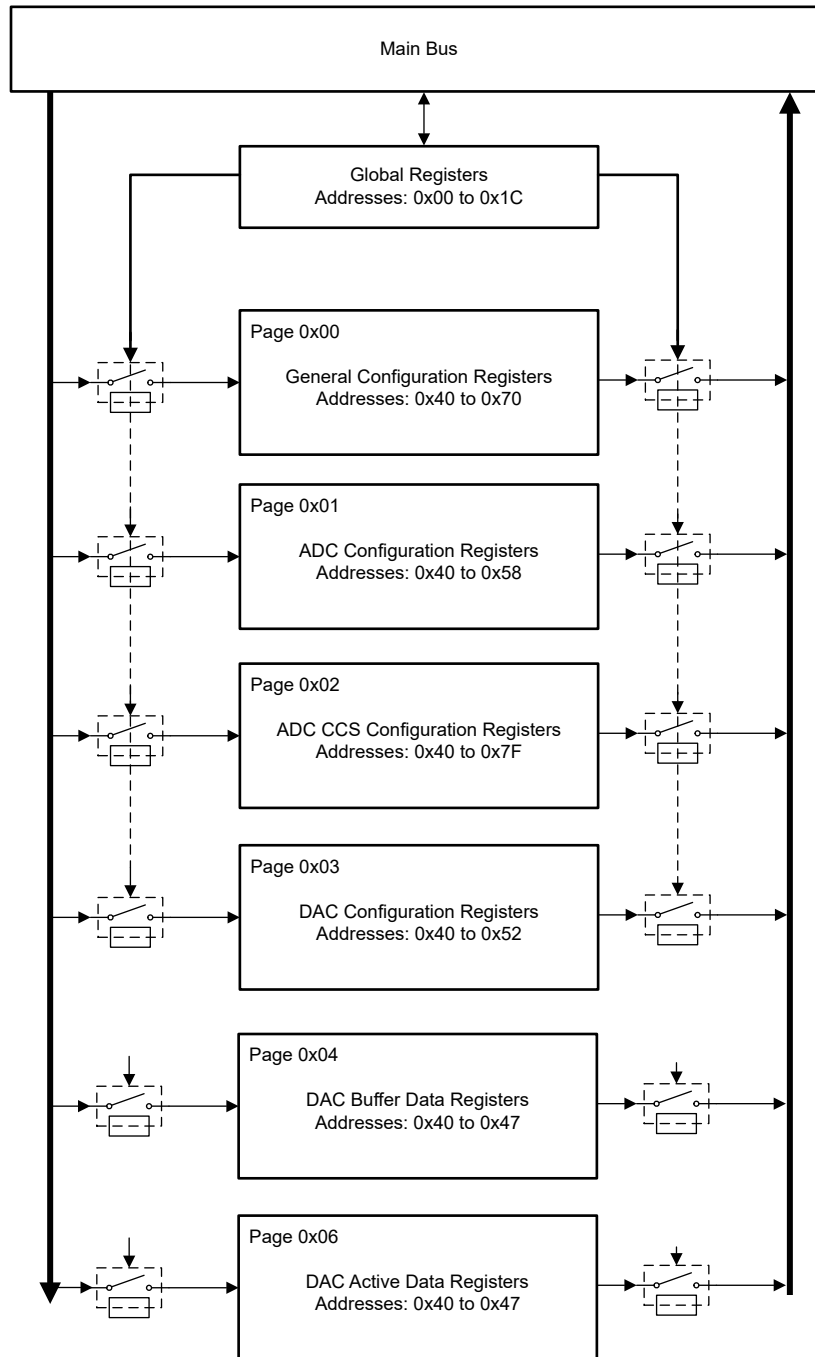 Main Bus
Global Registers
Addresses: 0x00 to 0x1C
Page 0x00
General Configuration Registers
Addresses: 0x40 to 0x70
Page 0x01
ADC Configuration Registers
Addresses: 0x40 to 0x58
Page 0x02
ADC CCS Configuration Registers
Addresses: 0x40 to 0x7F
Page 0x03
DAC Configuration Registers
Addresses: 0x40 to 0x52
Page 0x04
DAC Buffer Data Registers
Addresses: 0x40 to 0x47
Page 0x06
DAC Active Data Registers
Addresses: 0x40 to 0x47